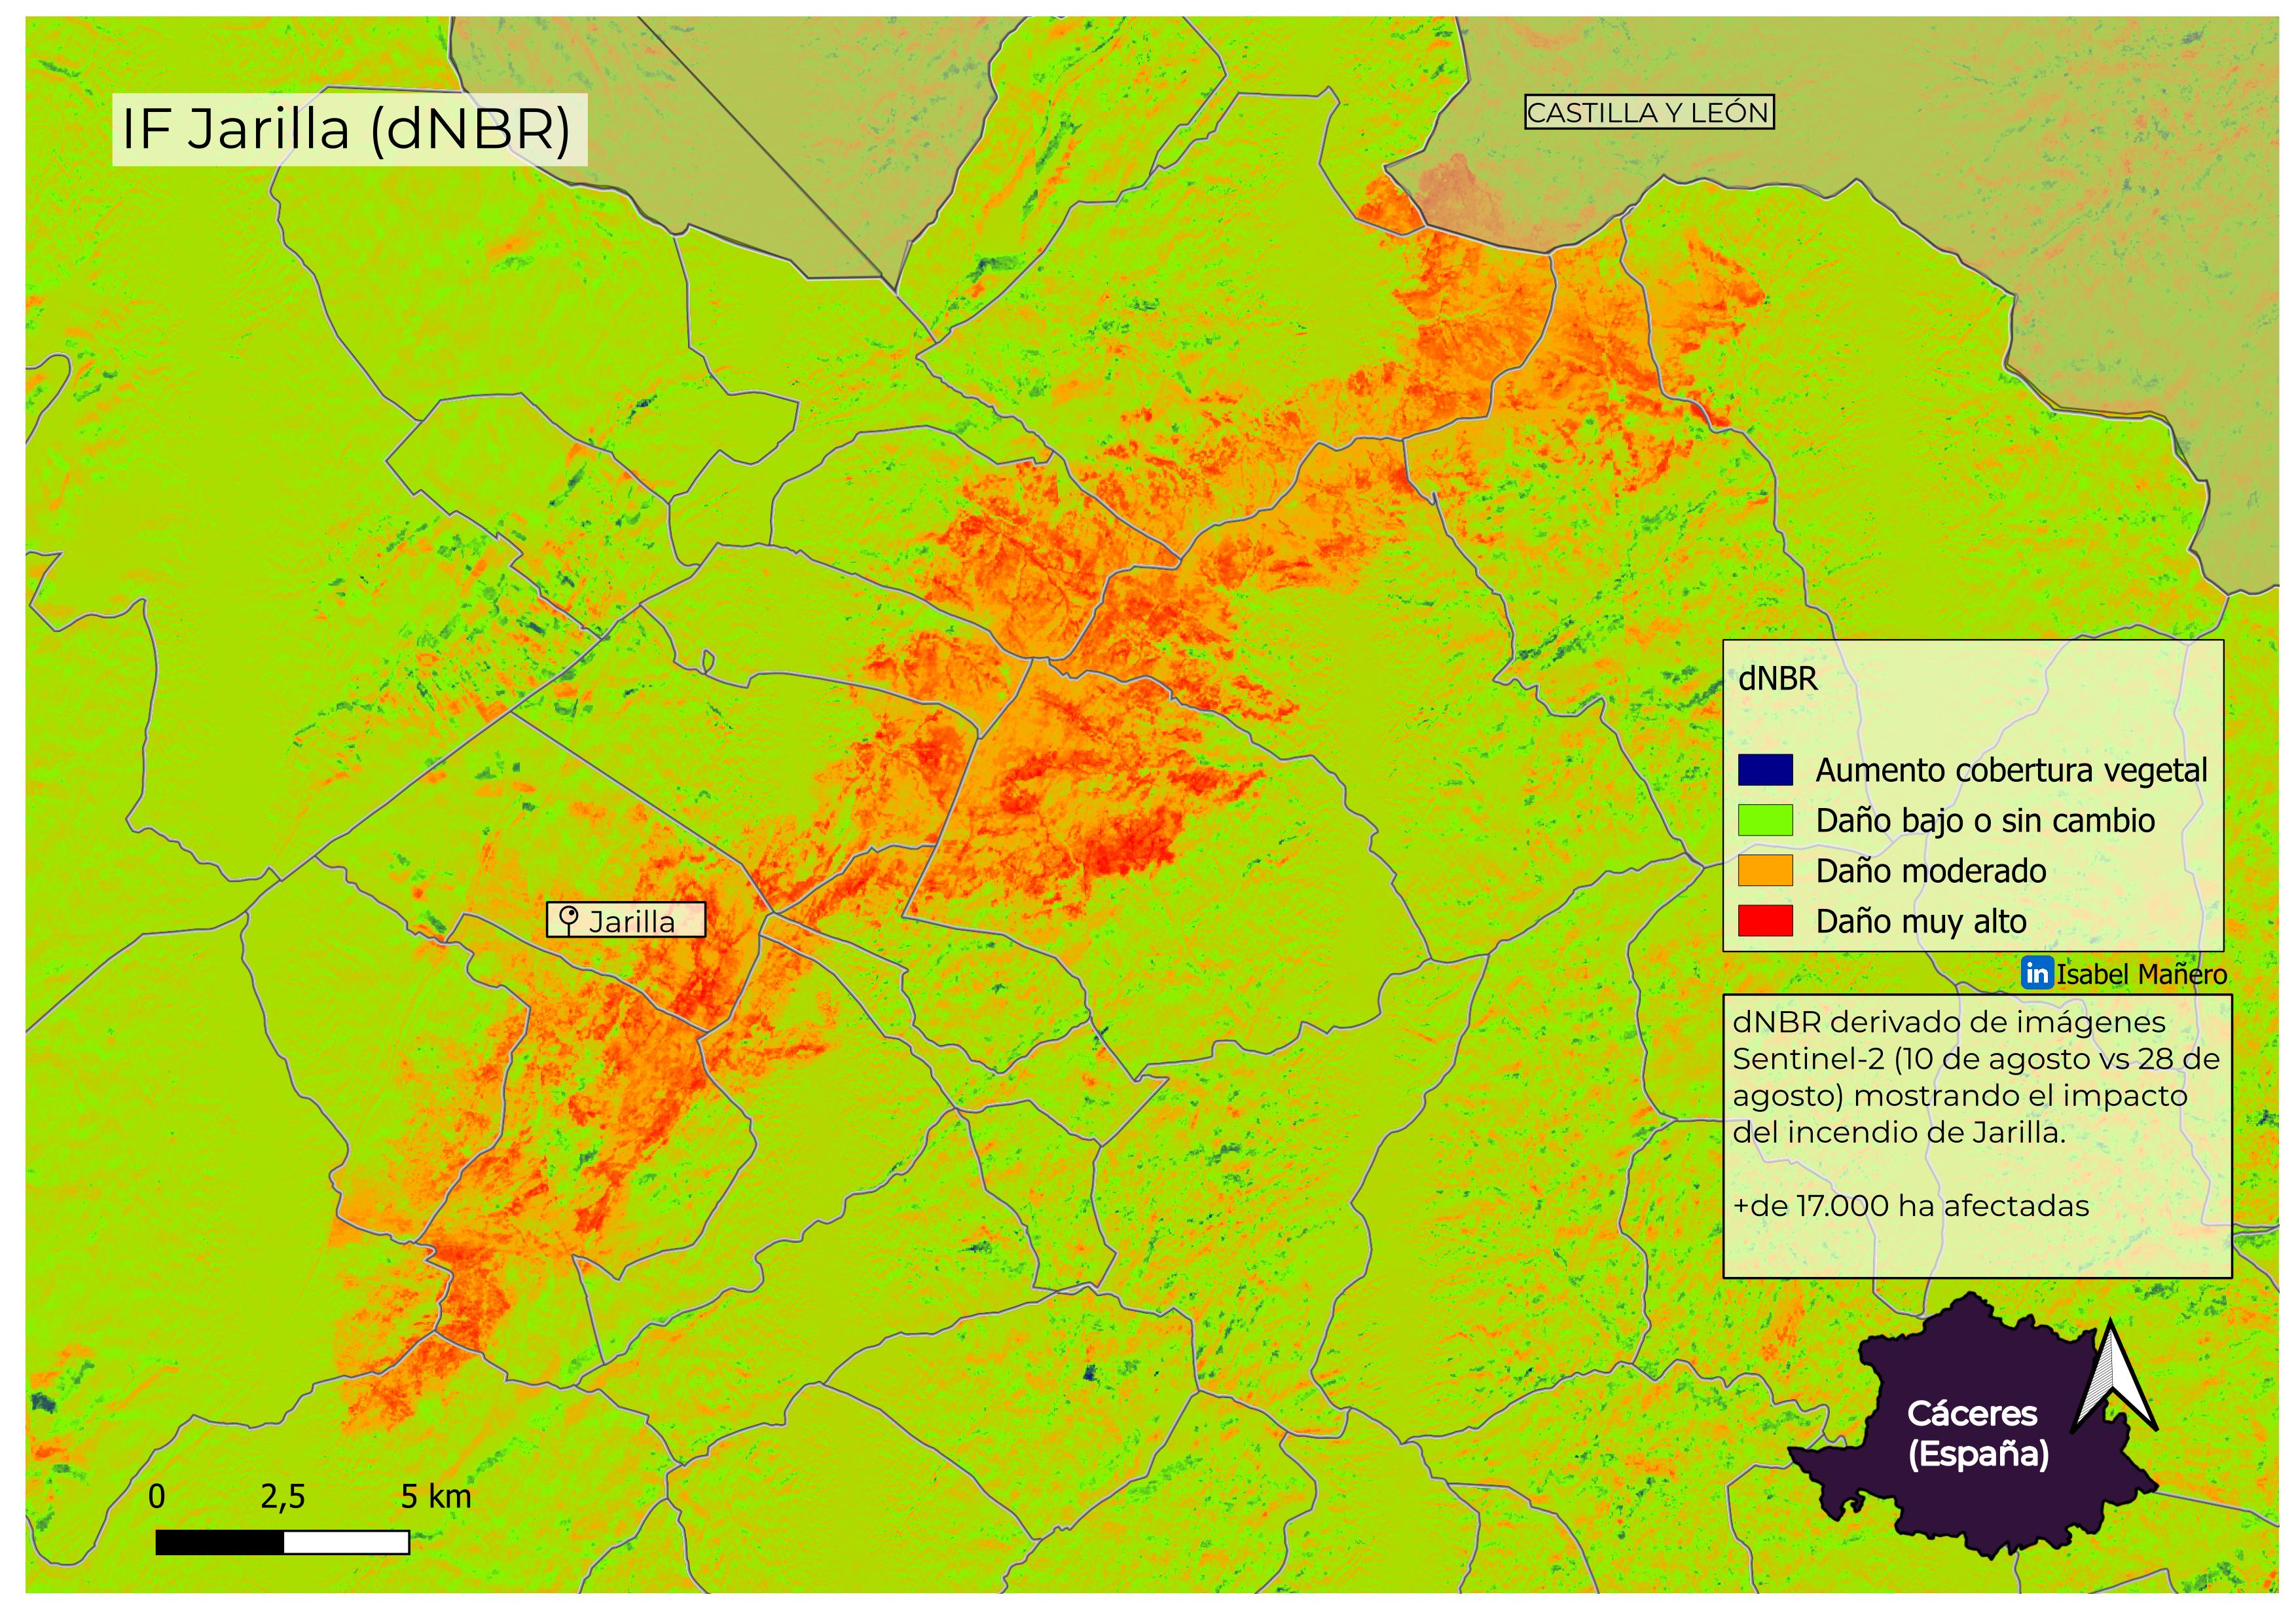 IF Jarilla (dNBR)
CASTILLA Y LEÓN
Jarilla
dNBR
Aumento cobertura vegetal
Daño bajo o sin cambio
Daño moderado
Daño muy alto
in Isabel Mañero
dNBR derivado de imágenes
Sentinel-2 (10 de agosto vs 28 de
agosto) mostrando el impacto
del incendio de Jarilla.
+de 17.000 ha afectadas
Cáceres
(España)
0 2,5 5 km